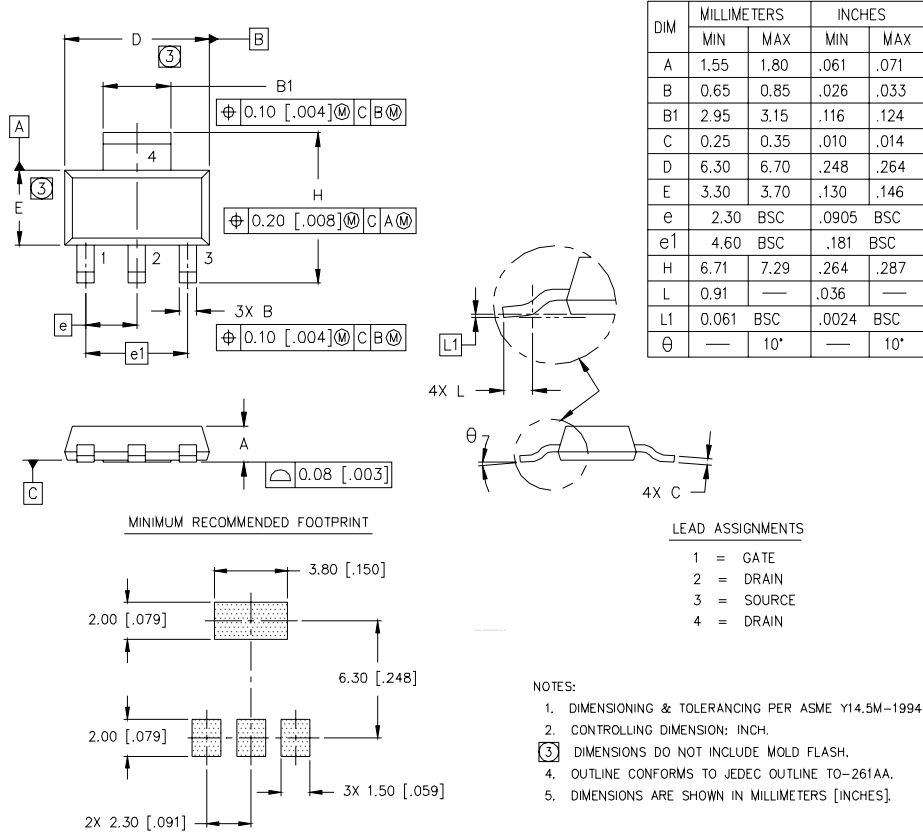 D
B
3
B1
⌖ 0.10 [.004]Ⓜ C BⓂ
A
4
3
E
H
⌖ 0.20 [.008]Ⓜ C AⓂ
1 2 3
3X B
e
⌖ 0.10 [.004]Ⓜ C BⓂ
e1
L1
4X L
A
⌓ 0.08 [.003]
C
θ
4X C
DIM MILLIMETERS INCHES
MIN MAX MIN MAX
A 1.55 1.80 .061 .071
B 0.65 0.85 .026 .033
B1 2.95 3.15 .116 .124
C 0.25 0.35 .010 .014
D 6.30 6.70 .248 .264
E 3.30 3.70 .130 .146
e 2.30 BSC .0905 BSC
e1 4.60 BSC .181 BSC
H 6.71 7.29 .264 .287
L 0.91 — .036 —
L1 0.061 BSC .0024 BSC
θ — 10° — 10°
MINIMUM RECOMMENDED FOOTPRINT
3.80 [.150]
2.00 [.079]
6.30 [.248]
2.00 [.079]
3X 1.50 [.059]
2X 2.30 [.091]
LEAD ASSIGNMENTS
1 = GATE
2 = DRAIN
3 = SOURCE
4 = DRAIN
NOTES:
1. DIMENSIONING & TOLERANCING PER ASME Y14.5M-1994
2. CONTROLLING DIMENSION: INCH.
3 DIMENSIONS DO NOT INCLUDE MOLD FLASH.
4. OUTLINE CONFORMS TO JEDEC OUTLINE TO-261AA.
5. DIMENSIONS ARE SHOWN IN MILLIMETERS [INCHES].